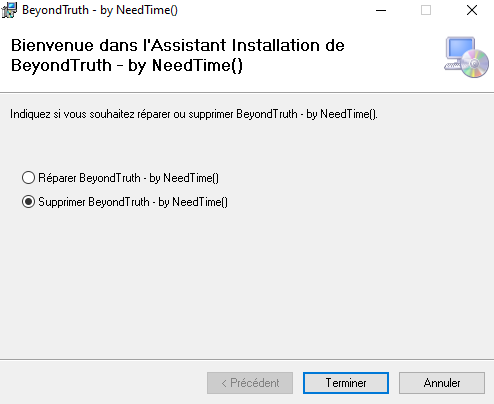 BeyondTruth - by NeedTime()
Bienvenue dans l'Assistant Installation de
BeyondTruth - by NeedTime()
Indiquez si vous souhaitez réparer ou supprimer BeyondTruth - by NeedTime().
Réparer BeyondTruth - by NeedTime()
Supprimer BeyondTruth - by NeedTime()
< Précédent
Terminer
Annuler